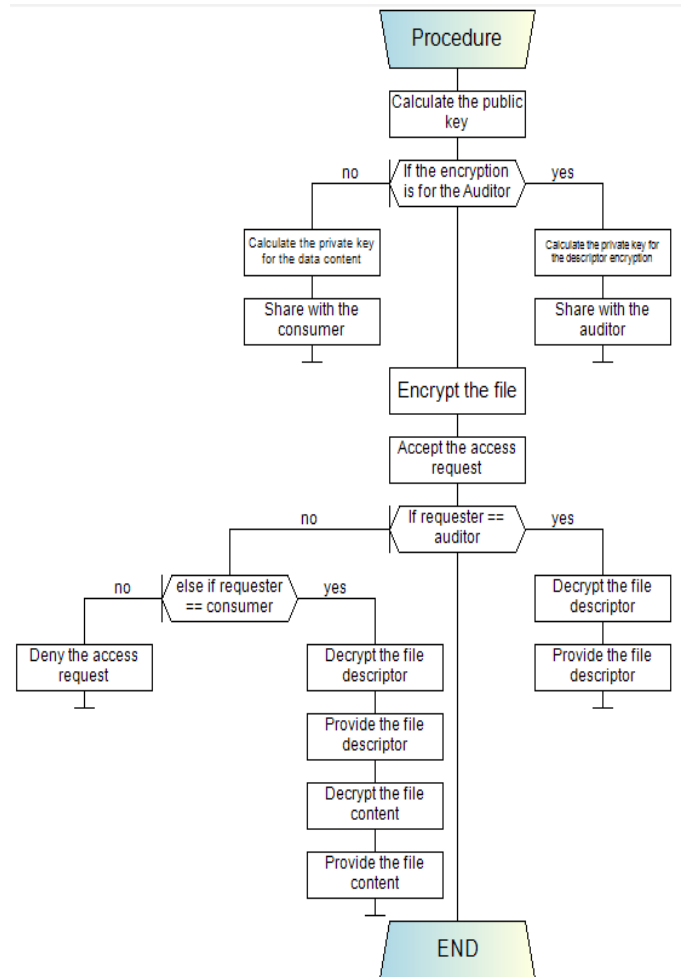 Procedure
Calculate the public
key
If the encryption
is for the Auditor
no
yes
Calculate the private key
for the data content
Calculate the private key for
the descriptor encryption
Share with the
consumer
Share with the
auditor
Encrypt the file
Accept the access
request
If requester ==
auditor
no
yes
else if requester
== consumer
no
yes
Decrypt the file
descriptor
Deny the access
request
Decrypt the file
descriptor
Provide the file
descriptor
Provide the file
descriptor
Decrypt the file
content
Provide the file
content
END